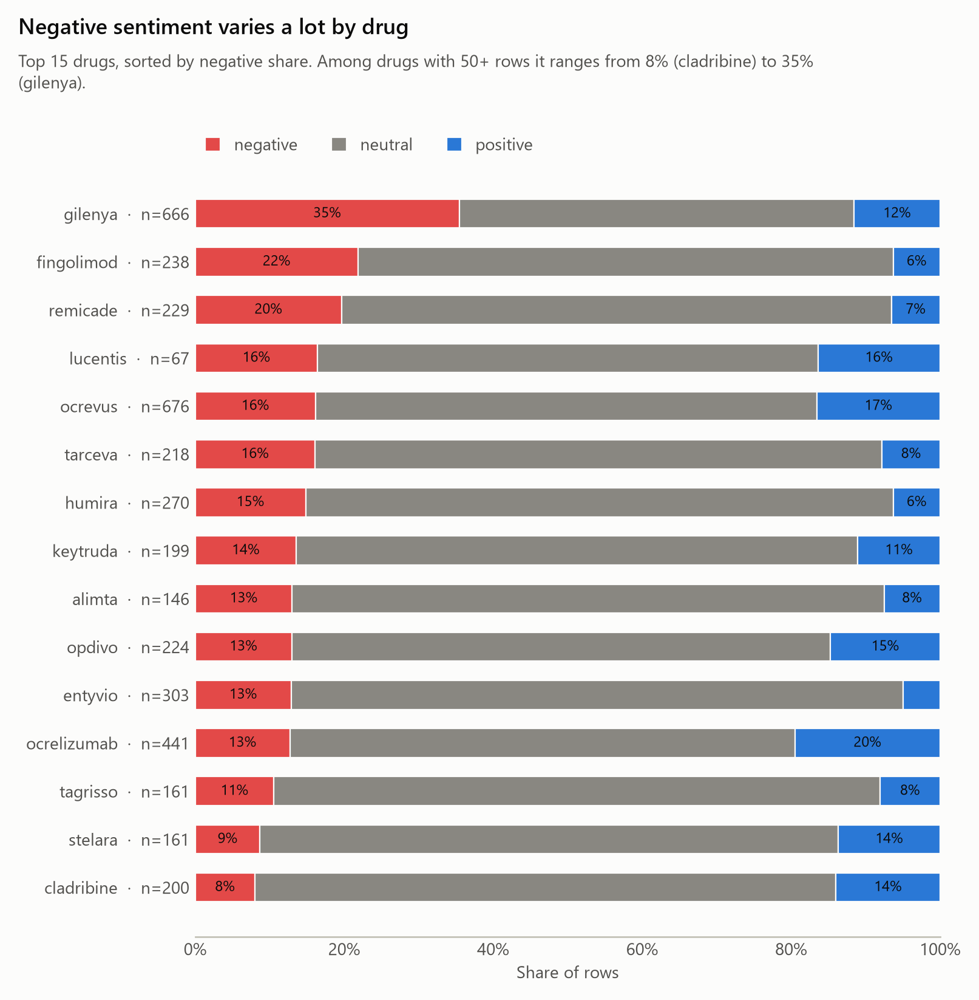 Negative sentiment varies a lot by drug
Top 15 drugs, sorted by negative share. Among drugs with 50+ rows it ranges from 8% (cladribine) to 35%
(gilenya).
negative neutral positive
gilenya · n=666 35% 12%
fingolimod · n=238 22% 6%
remicade · n=229 20% 7%
lucentis · n=67 16% 16%
ocrevus · n=676 16% 17%
tarceva · n=218 16% 8%
humira · n=270 15% 6%
keytruda · n=199 14% 11%
alimta · n=146 13% 8%
opdivo · n=224 13% 15%
entyvio · n=303 13%
ocrelizumab · n=441 13% 20%
tagrisso · n=161 11% 8%
stelara · n=161 9% 14%
cladribine · n=200 8% 14%
0% 20% 40% 60% 80% 100%
Share of rows